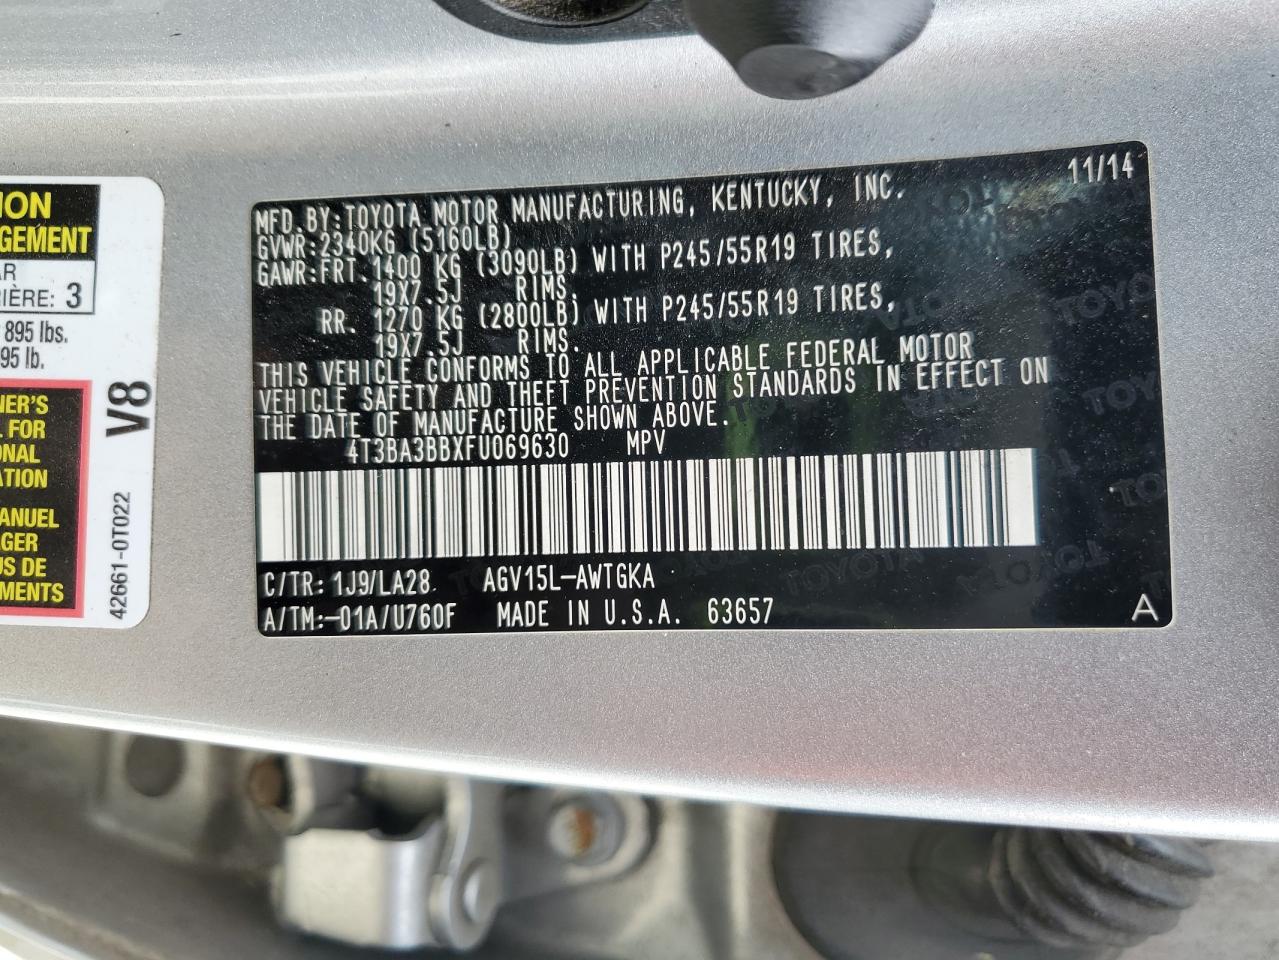 ION
GEMENT
AR
RIÈRE: 3
895 lbs.
95 lb.
NER'S
L FOR
ONAL
ATION
ANUEL
GER
US DE
MENTS
V8
42661-0T022
11/14
MFD.BY:TOYOTA MOTOR MANUFACTURING, KENTUCKY, INC.
GVWR:2340KG (5160LB)
GAWR:FRT. 1400 KG (3090LB) WITH P245/55R19 TIRES,
19X7.5J RIMS,
RR. 1270 KG (2800LB) WITH P245/55R19 TIRES,
19X7.5J RIMS.
THIS VEHICLE CONFORMS TO ALL APPLICABLE FEDERAL MOTOR
VEHICLE SAFETY AND THEFT PREVENTION STANDARDS IN EFFECT ON
THE DATE OF MANUFACTURE SHOWN ABOVE.
4T3BA3BBXFU069630 MPV
C/TR: 1J9/LA28 AGV15L-AWTGKA
A/TM:-01A/U760F MADE IN U.S.A. 63657
A